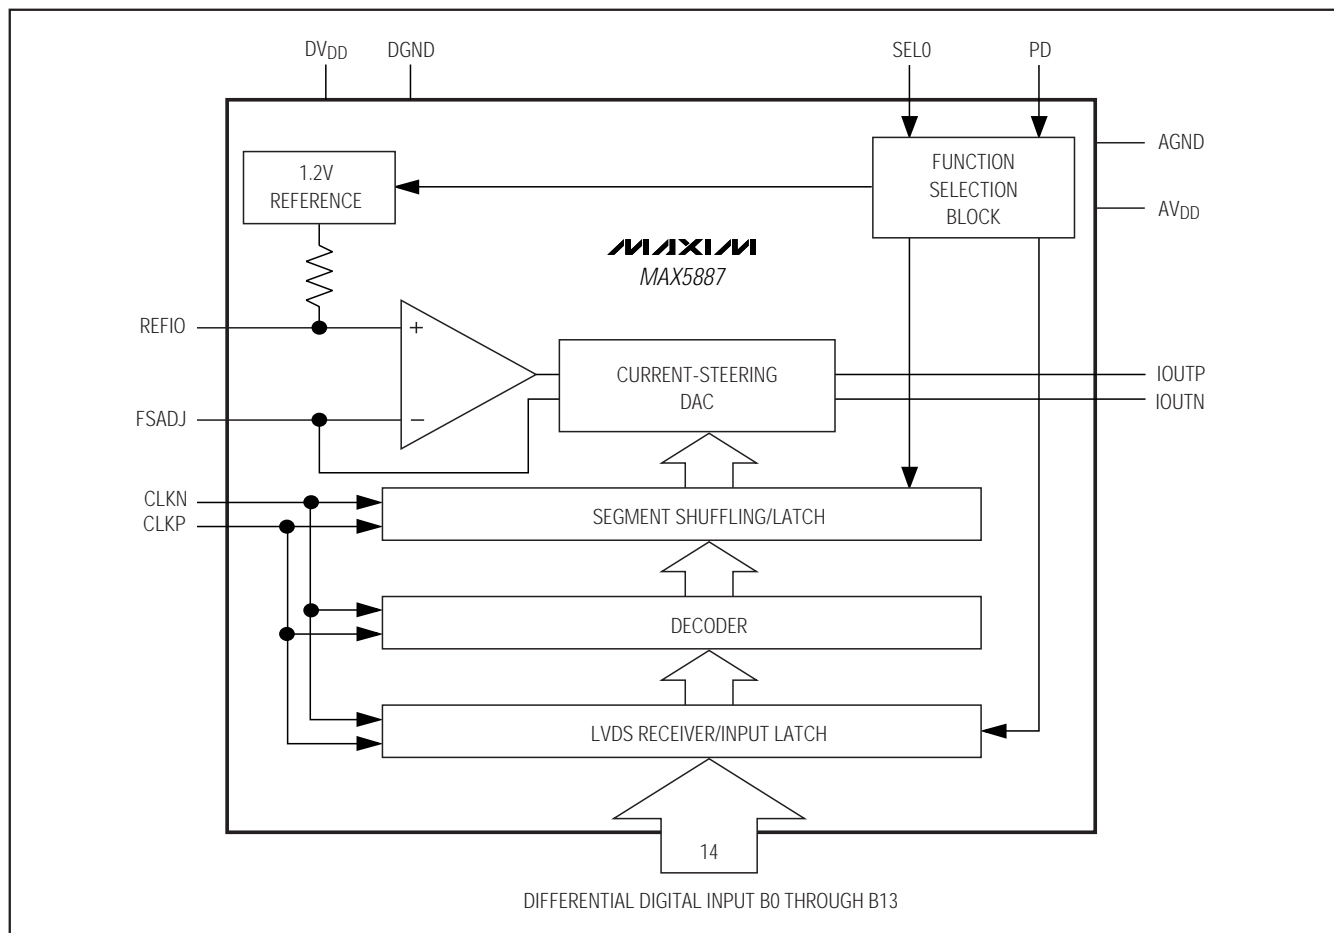 DVDD DGND SEL0 PD
AGND
1.2V
REFERENCE
FUNCTION
SELECTION
BLOCK
AVDD
MAXIM
MAX5887
REFIO
+
CURRENT-STEERING
DAC
IOUTP
IOUTN
FSADJ
−
CLKN
CLKP
SEGMENT SHUFFLING/LATCH
DECODER
LVDS RECEIVER/INPUT LATCH
14
DIFFERENTIAL DIGITAL INPUT B0 THROUGH B13